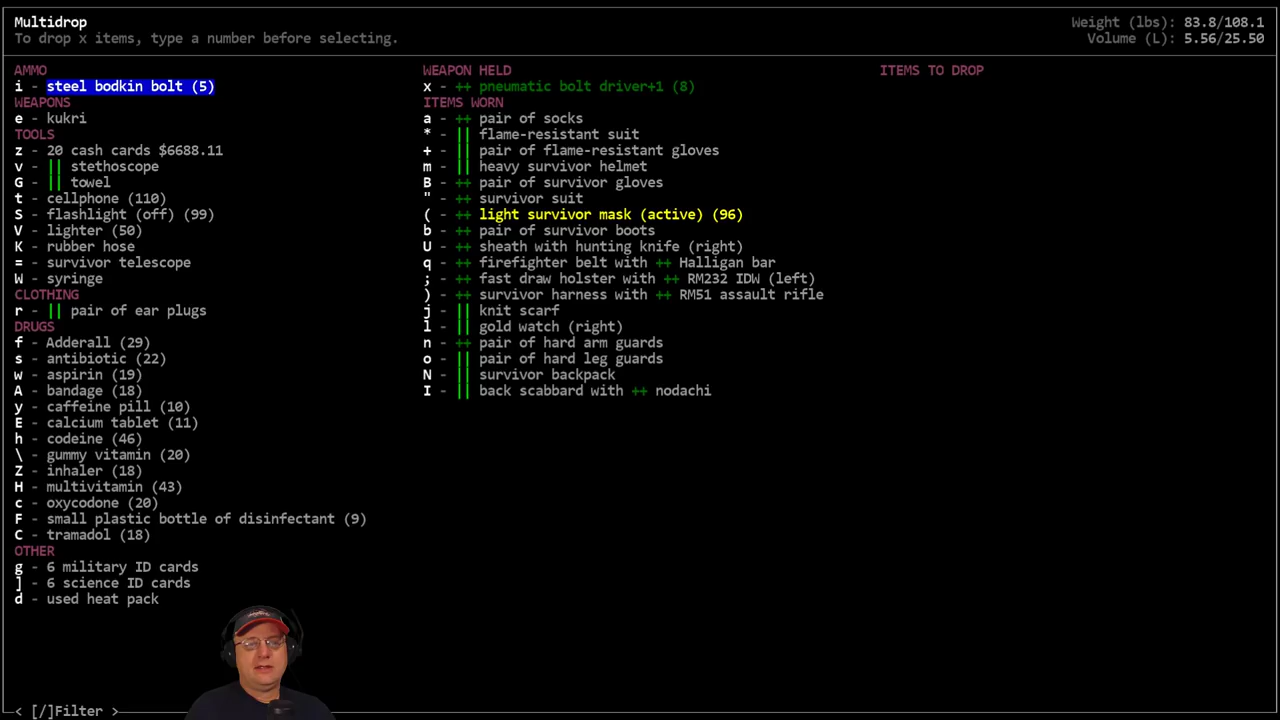 Multidrop
To drop x items, type a number before selecting.
Weight (lbs): 83.8/108.1
Volume (L): 5.56/25.50
AMMO
i - steel bodkin bolt (5)
WEAPONS
e - kukri
TOOLS
z - 20 cash cards $6688.11
v - || stethoscope
G - || towel
t - cellphone (110)
S - flashlight (off) (99)
V - lighter (50)
K - rubber hose
= - survivor telescope
W - syringe
CLOTHING
r - || pair of ear plugs
DRUGS
f - Adderall (29)
s - antibiotic (22)
w - aspirin (19)
A - bandage (18)
y - caffeine pill (10)
E - calcium tablet (11)
h - codeine (46)
\ - gummy vitamin (20)
Z - inhaler (18)
H - multivitamin (43)
c - oxycodone (20)
F - small plastic bottle of disinfectant (9)
C - tramadol (18)
OTHER
g - 6 military ID cards
] - 6 science ID cards
d - used heat pack
WEAPON HELD
x - ++ pneumatic bolt driver+1 (8)
ITEMS WORN
a - ++ pair of socks
* - || flame-resistant suit
+ - || pair of flame-resistant gloves
m - || heavy survivor helmet
B - ++ pair of survivor gloves
" - ++ survivor suit
( - ++ light survivor mask (active) (96)
b - ++ pair of survivor boots
U - ++ sheath with hunting knife (right)
q - ++ firefighter belt with ++ Halligan bar
; - ++ fast draw holster with ++ RM232 IDW (left)
) - ++ survivor harness with ++ RM51 assault rifle
j - || knit scarf
l - || gold watch (right)
n - ++ pair of hard arm guards
o - || pair of hard leg guards
N - || survivor backpack
I - || back scabbard with ++ nodachi
ITEMS TO DROP
< [/]Filter >